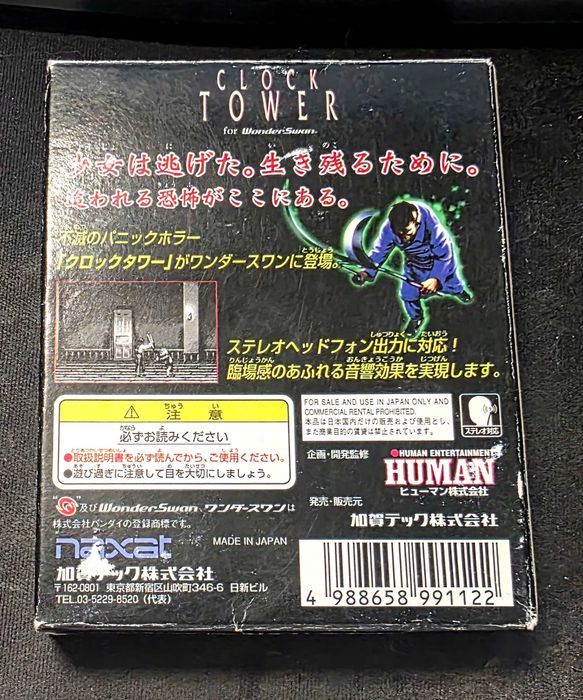 CLOCK
TOWER
for WonderSwan
少女は逃げた。生き残るために。
追われる恐怖がここにある。
不滅のパニックホラー
「クロックタワー」がワンダースワンに登場。
ステレオヘッドフォン出力に対応！
臨場感のあふれる音響効果を実現します。
注意
必ずお読みください
●取扱説明書を必ず読んでから、ご使用ください。
●遊び過ぎに注意して目を大切にしましょう。
FOR SALE AND USE IN JAPAN ONLY AND
COMMERCIAL RENTAL PROHIBITED.
本品は日本国内だけの販売および使用とし、
また商業目的の賃貸は禁止されています。
ステレオ対応
企画・開発監修
HUMAN ENTERTAINMENT
HUMAN
ヒューマン株式会社
発売・販売元
加賀テック株式会社
及びWonderSwan, ワンダースワンは
株式会社バンダイの登録商標です。
naxat
MADE IN JAPAN
加賀テック株式会社
〒162-0801 東京都新宿区山吹町346-6 日新ビル
TEL.03-5229-8520（代表）
4 988658 991122